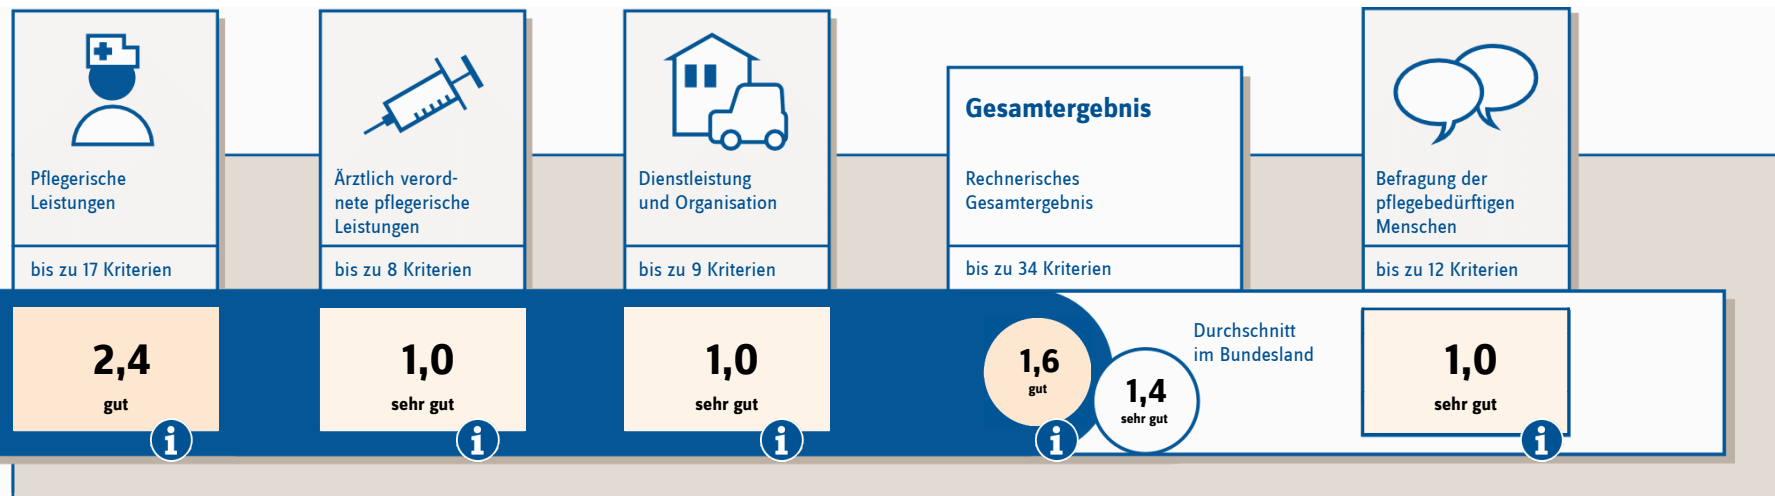 Pflegerische
Leistungen
bis zu 17 Kriterien
2,4
gut
i
Ärztlich verord-
nete pflegerische
Leistungen
bis zu 8 Kriterien
1,0
sehr gut
i
Dienstleistung
und Organisation
bis zu 9 Kriterien
1,0
sehr gut
i
Gesamtergebnis
Rechnerisches
Gesamtergebnis
bis zu 34 Kriterien
1,6
gut
i
1,4
sehr gut
Durchschnitt
im Bundesland
Befragung der
pflegebedürftigen
Menschen
bis zu 12 Kriterien
1,0
sehr gut
i